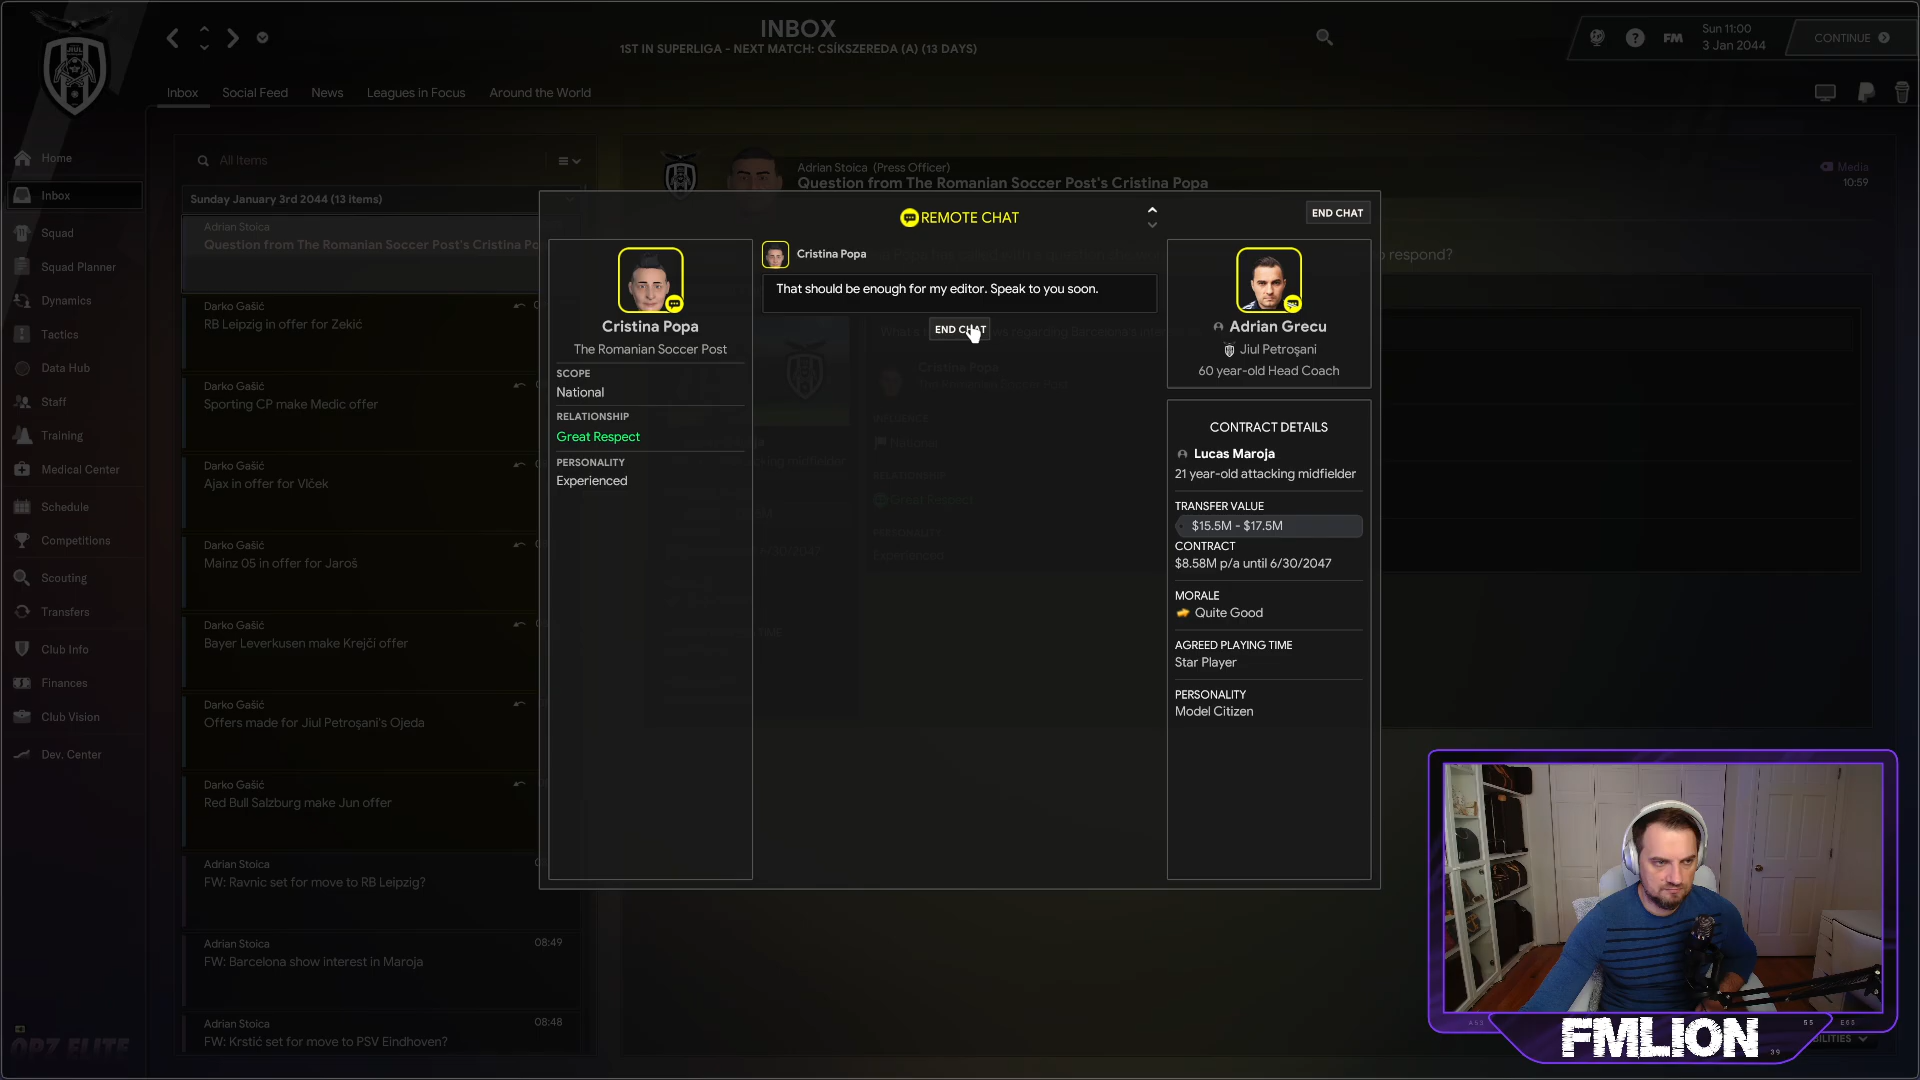 INBOX
1ST IN SUPERLIGA - NEXT MATCH: CSÍKSZEREDA (A) (13 DAYS)
FM
Sun 11:00
3 Jan 2044
CONTINUE
Inbox
Social Feed
News
Leagues in Focus
Around the World
Home
Inbox
Squad
Squad Planner
Dynamics
Tactics
Data Hub
Staff
Training
Medical Center
Schedule
Competitions
Scouting
Transfers
Club Info
Finances
Club Vision
Dev. Center
All Items
Sunday January 3rd 2044 (13 items)
Adrian Stoica
Question from The Romanian Soccer Post's Cristina Po
Darko Gašić
RB Leipzig in offer for Zekić
Darko Gašić
Sporting CP make Medic offer
Darko Gašić
Ajax in offer for Vlček
Darko Gašić
Mainz 05 in offer for Jaroš
Darko Gašić
Bayer Leverkusen make Krejčí offer
Darko Gašić
Offers made for Jiul Petroşani's Ojeda
Darko Gašić
Red Bull Salzburg make Jun offer
Adrian Stoica
FW: Ravnic set for move to RB Leipzig?
Adrian Stoica
08:49
FW: Barcelona show interest in Maroja
Adrian Stoica
08:48
FW: Krstić set for move to PSV Eindhoven?
Adrian Stoica (Press Officer)
Question from The Romanian Soccer Post's Cristina Popa
Media
10:59
respond?
REMOTE CHAT
END CHAT
Cristina Popa
The Romanian Soccer Post
SCOPE
National
RELATIONSHIP
Great Respect
PERSONALITY
Experienced
Cristina Popa
That should be enough for my editor. Speak to you soon.
END CHAT
Adrian Grecu
Jiul Petroşani
60 year-old Head Coach
CONTRACT DETAILS
Lucas Maroja
21 year-old attacking midfielder
TRANSFER VALUE
$15.5M - $17.5M
CONTRACT
$8.58M p/a until 6/30/2047
MORALE
Quite Good
AGREED PLAYING TIME
Star Player
PERSONALITY
Model Citizen
FMLION